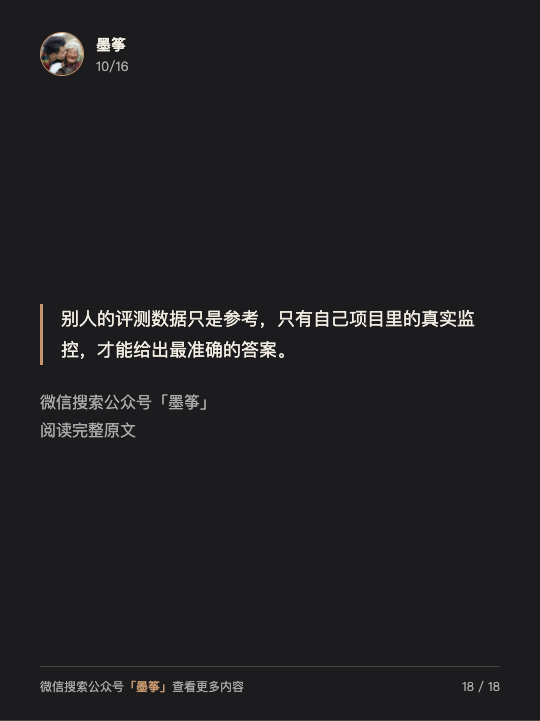 墨筝
10/16
别人的评测数据只是参考，只有自己项目里的真实监
控，才能给出最准确的答案。
微信搜索公众号「墨筝」
阅读完整原文
微信搜索公众号「墨筝」查看更多内容
18 / 18